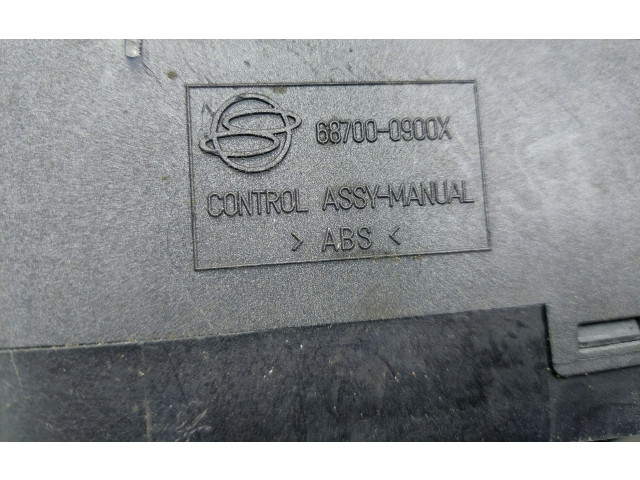 68700-0900X
CONTROL ASSY-MANUAL
> ABS <